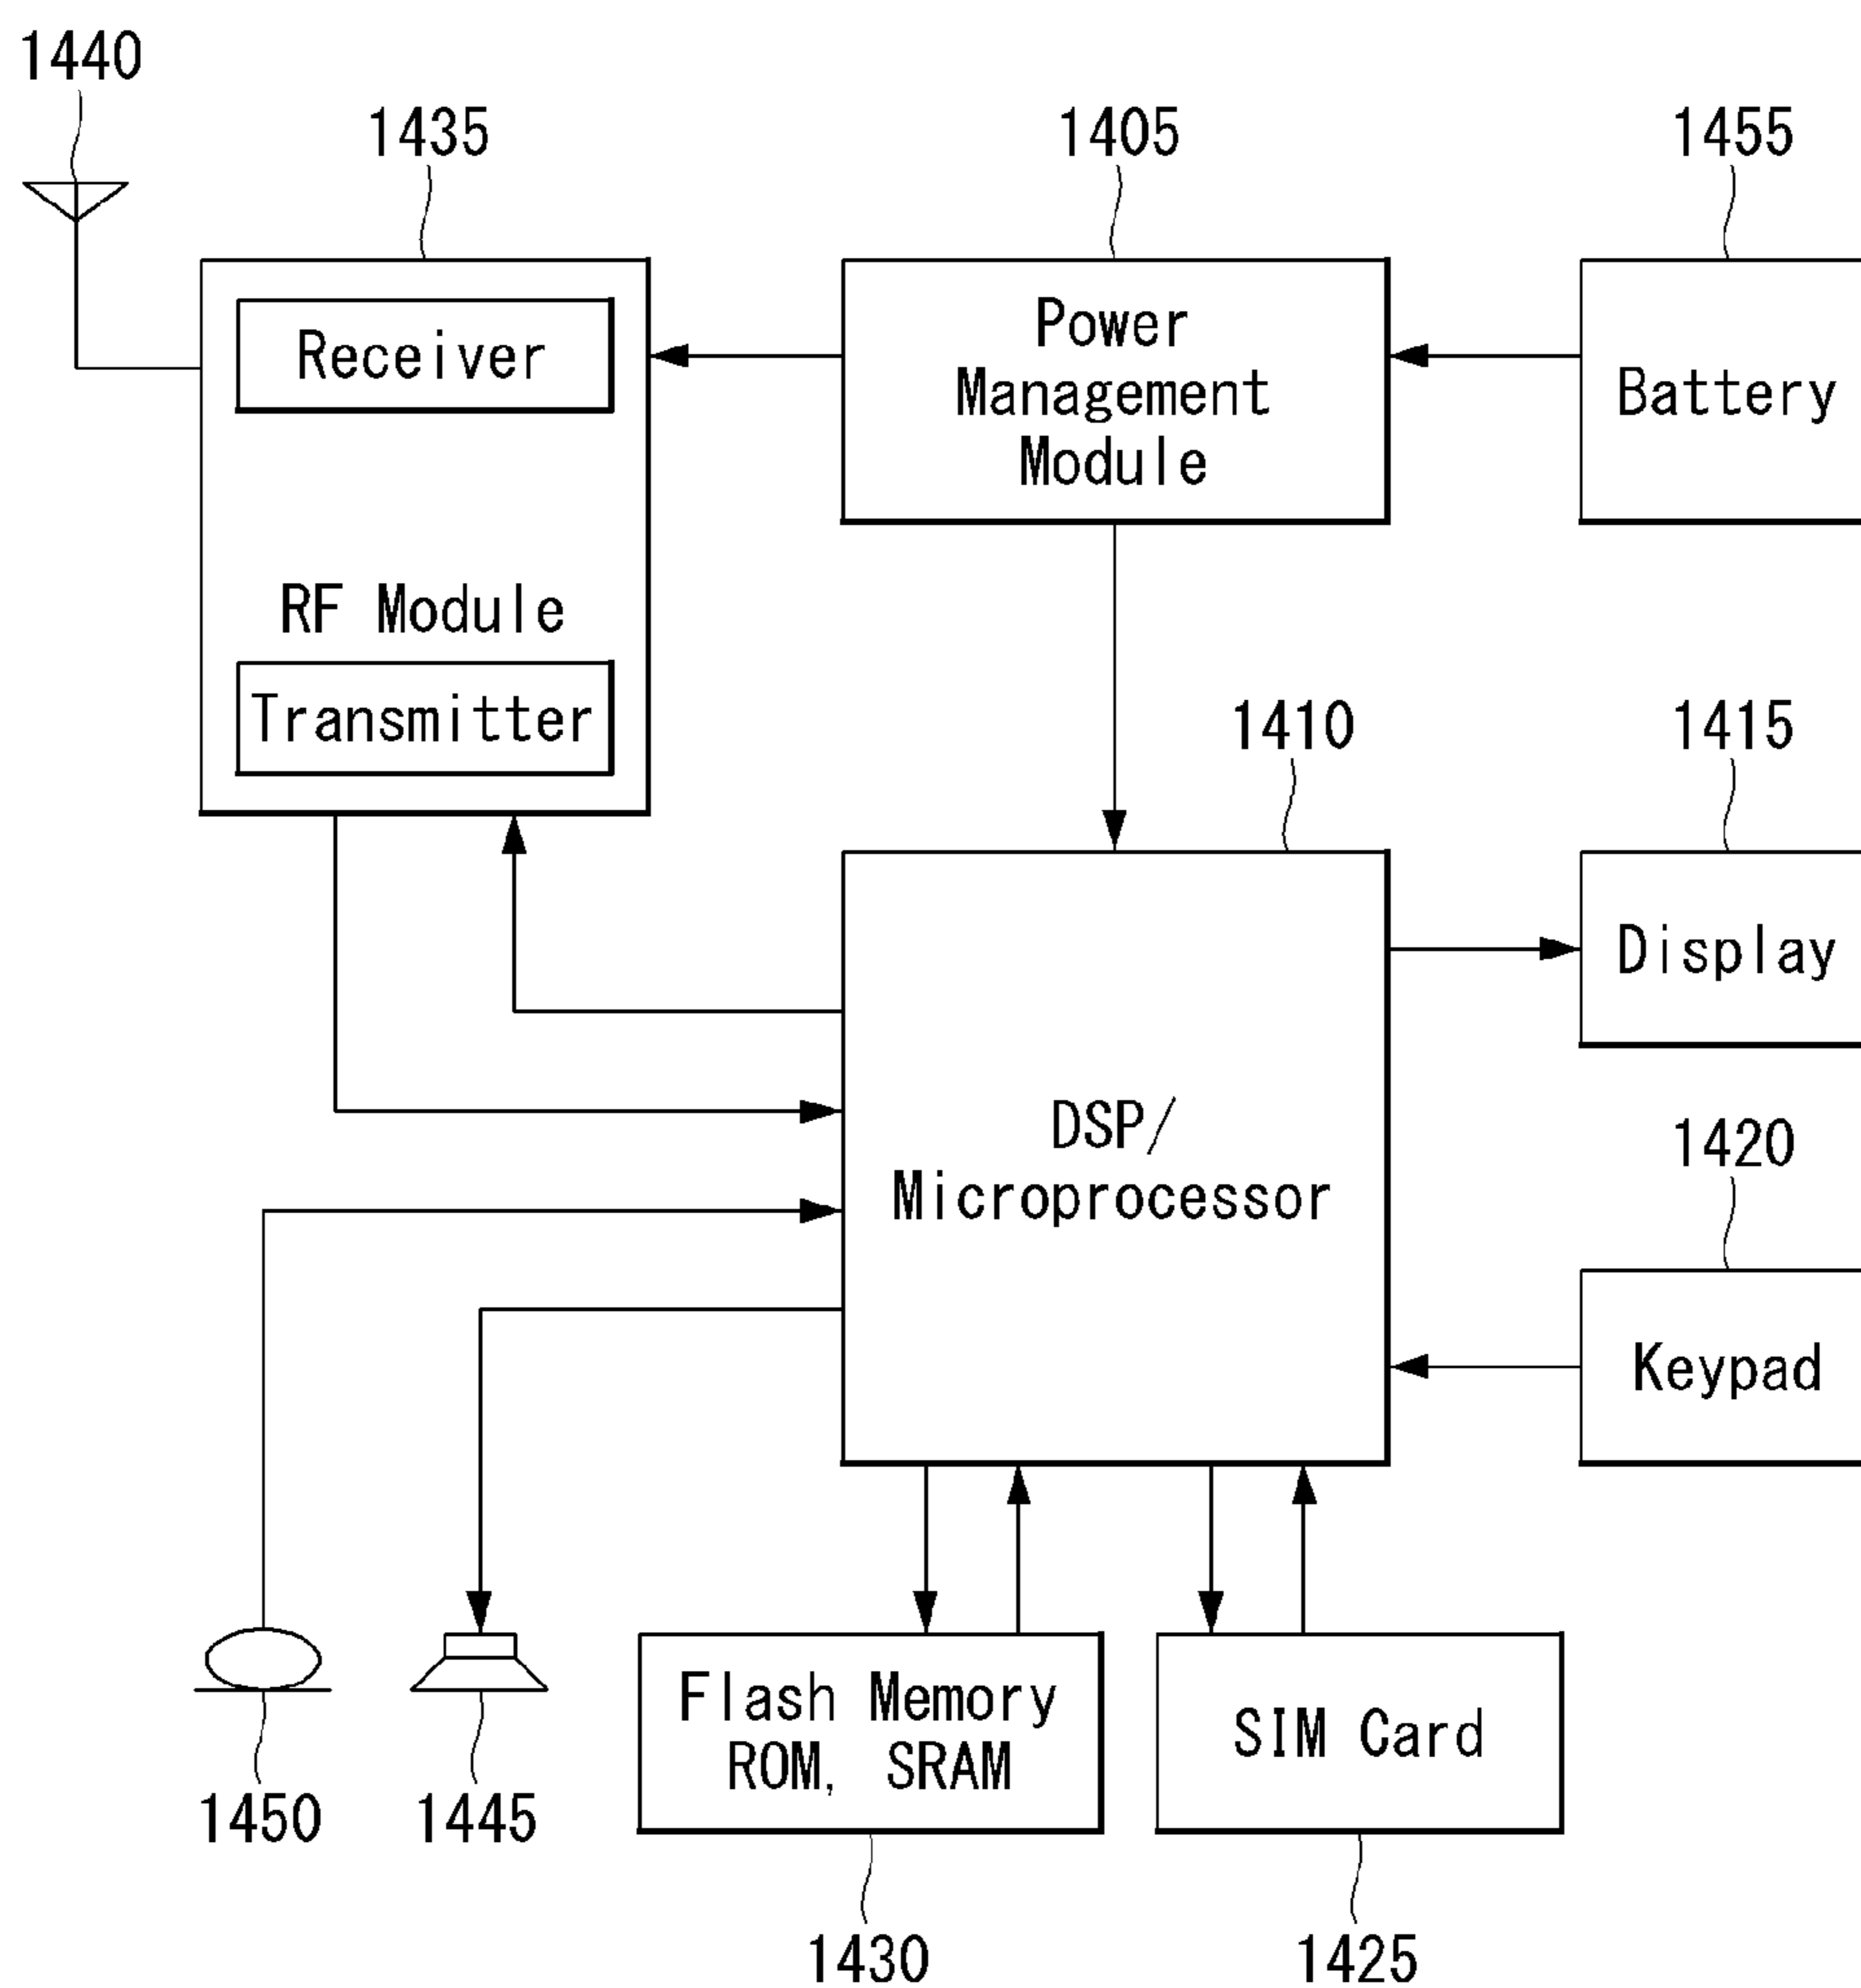 1440
1435
1405
1455
Receiver
RF Module
Transmitter
Power
Management
Module
Battery
1410
1415
DSP/
Microprocessor
Display
1420
Keypad
Flash Memory
ROM, SRAM
SIM Card
1450
1445
1430
1425